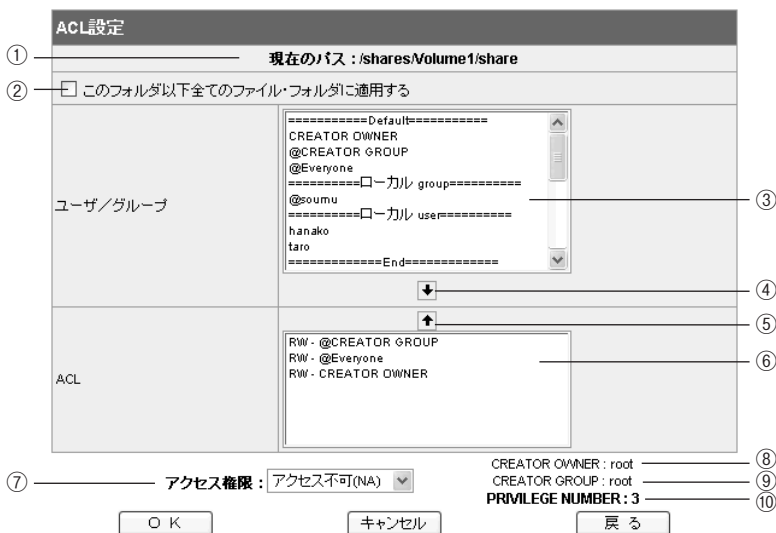 ACL設定
① 現在のパス：/shares/Volume1/share
② このフォルダ以下全てのファイル・フォルダに適用する
ユーザ／グループ
===========Default===========
CREATOR OWNER
@CREATOR GROUP
@Everyone
==========ローカル group==========
@soumu
==========ローカル user==========
hanako
taro
=============End=============
③
④
⑤
ACL
RW - @CREATOR GROUP
RW - @Everyone
RW - CREATOR OWNER
⑥
⑦ アクセス権限： アクセス不可(NA)
CREATOR OWNER : root ⑧
CREATOR GROUP : root ⑨
PRIVILEGE NUMBER : 3 ⑩
ＯＫ キャンセル 戻る